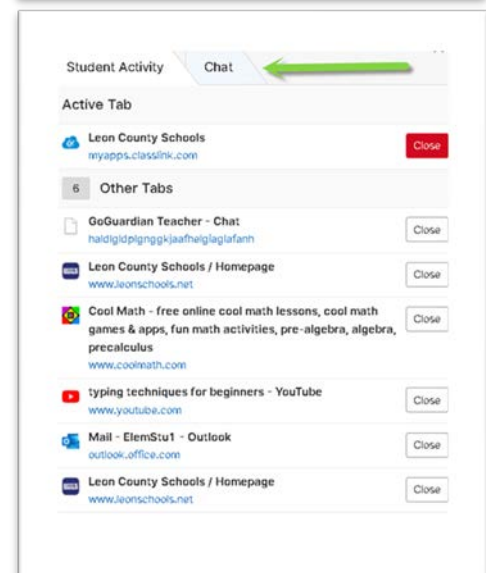 Student Activity
Chat
Active Tab
Leon County Schools
myapps.classlink.com
Close
6 Other Tabs
GoGuardian Teacher - Chat
Close
Leon County Schools / Homepage
www.leonschools.net
Close
Cool Math - free online cool math lessons, cool math
games & apps, fun math activities, pre-algebra, algebra,
precalculus
www.coolmath.com
Close
typing techniques for beginners - YouTube
www.youtube.com
Close
Mail - ElemStu1 - Outlook
outlook.office.com
Close
Leon County Schools / Homepage
www.leonschools.net
Close